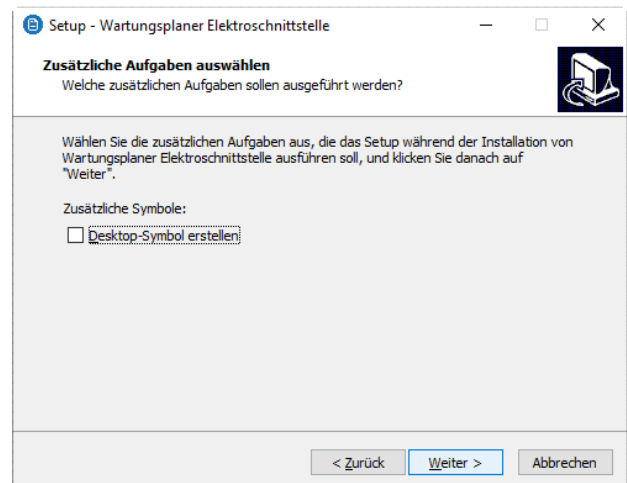 Setup - Wartungsplaner Elektroschnittstelle
Zusätzliche Aufgaben auswählen
Welche zusätzlichen Aufgaben sollen ausgeführt werden?
Wählen Sie die zusätzlichen Aufgaben aus, die das Setup während der Installation von
Wartungsplaner Elektroschnittstelle ausführen soll, und klicken Sie danach auf
"Weiter".
Zusätzliche Symbole:
Desktop-Symbol erstellen
< Zurück Weiter > Abbrechen